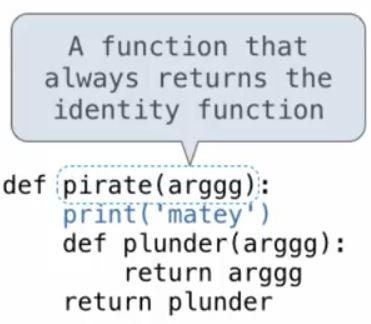 A function that
always returns the
identity function
def pirate(arggg):
    print('matey')
    def plunder(arggg):
        return arggg
    return plunder